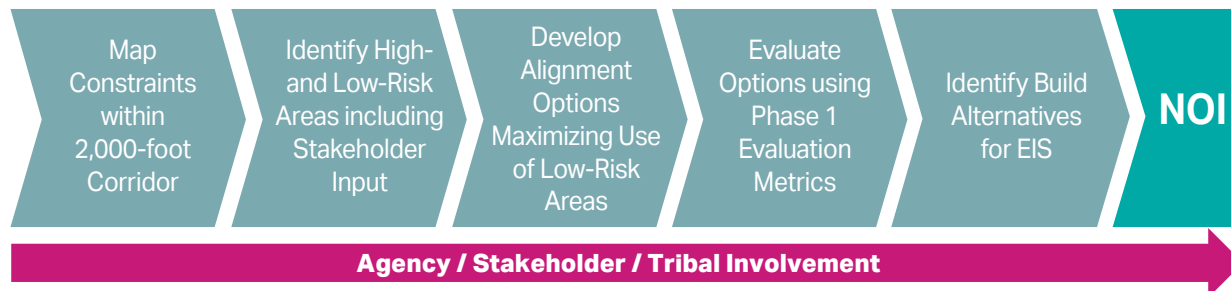 Map
Constraints
within
2,000-foot
Corridor
Identify High-
and Low-Risk
Areas including
Stakeholder
Input
Develop
Alignment
Options
Maximizing Use
of Low-Risk
Areas
Evaluate
Options using
Phase 1
Evaluation
Metrics
Identify Build
Alternatives
for EIS
NOI
Agency / Stakeholder / Tribal Involvement